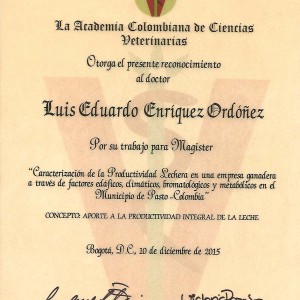 La Academia Colombiana de Ciencias
Veterinarias
Otorga el presente reconocimiento
al doctor
Luis Eduardo Enríquez Ordóñez
Por su trabajo para Magister
“Caracterización de la Productividad Lechera en una empresa ganadera
a través de factores edáficos, climáticos, bromatológicos y metabólicos en el
Municipio de Pasto-Colombia”
CONCEPTO: APORTE A LA PRODUCTIVIDAD INTEGRAL DE LA LECHE.
Bogotá, D.C., 10 de diciembre de 2015